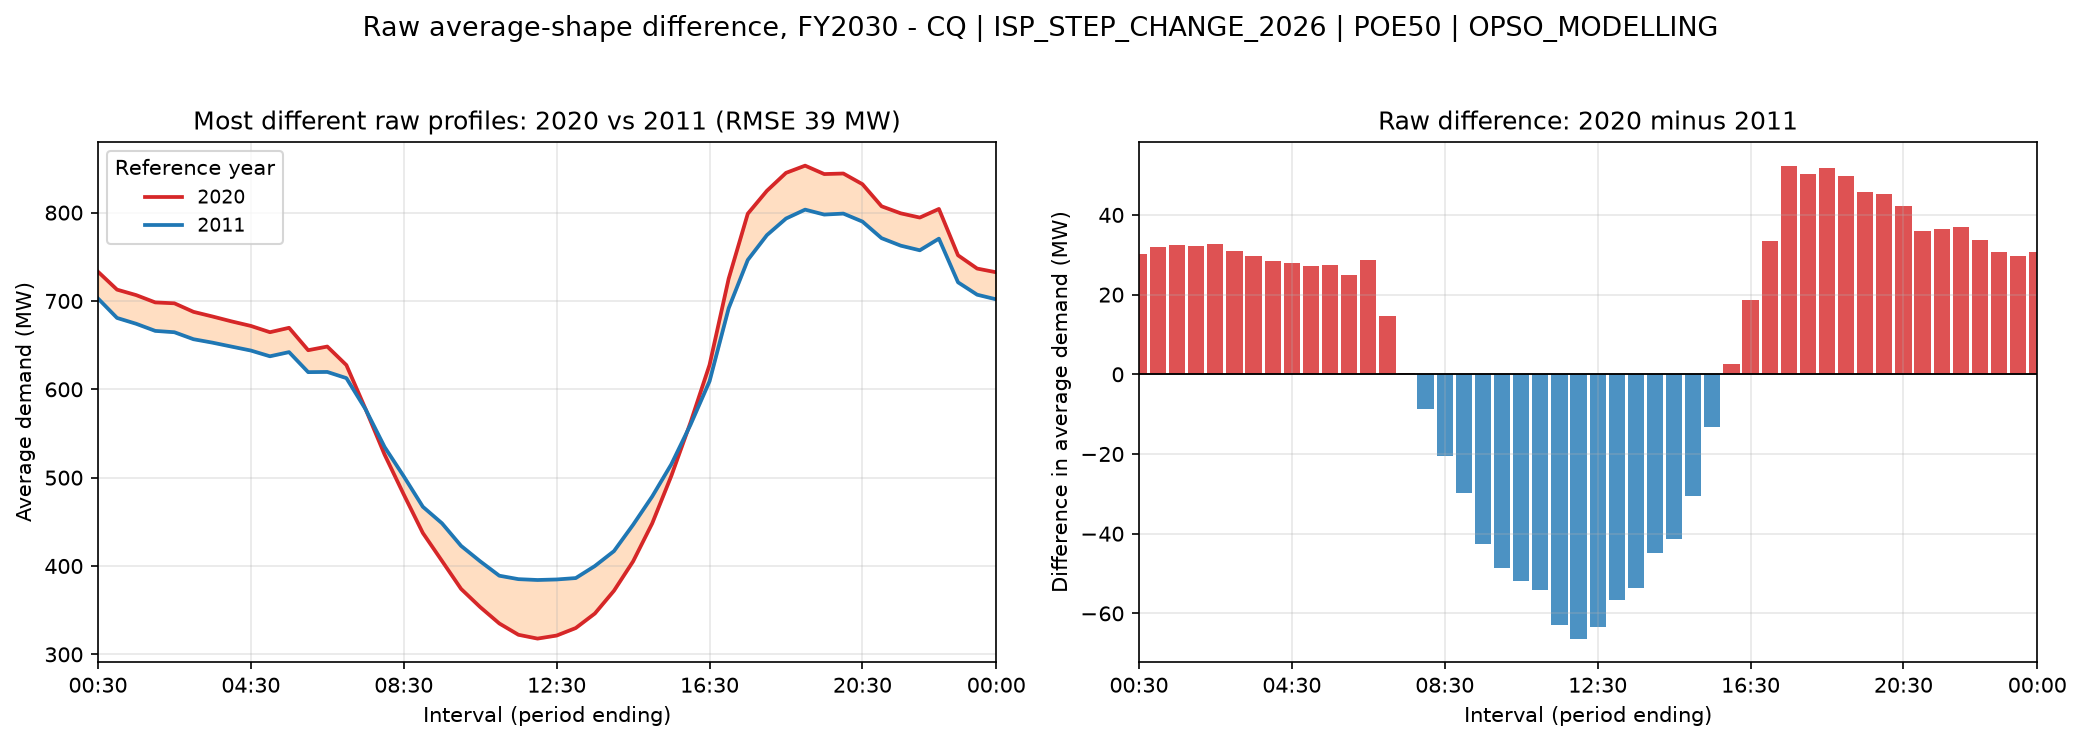 Raw average-shape difference, FY2030 - CQ | ISP_STEP_CHANGE_2026 | POE50 | OPSO_MODELLING
Most different raw profiles: 2020 vs 2011 (RMSE 39 MW)
Reference year
2020
2011
Average demand (MW)
800
700
600
500
400
300
00:30 04:30 08:30 12:30 16:30 20:30 00:00
Interval (period ending)
Raw difference: 2020 minus 2011
Difference in average demand (MW)
40
20
0
−20
−40
−60
00:30 04:30 08:30 12:30 16:30 20:30 00:00
Interval (period ending)